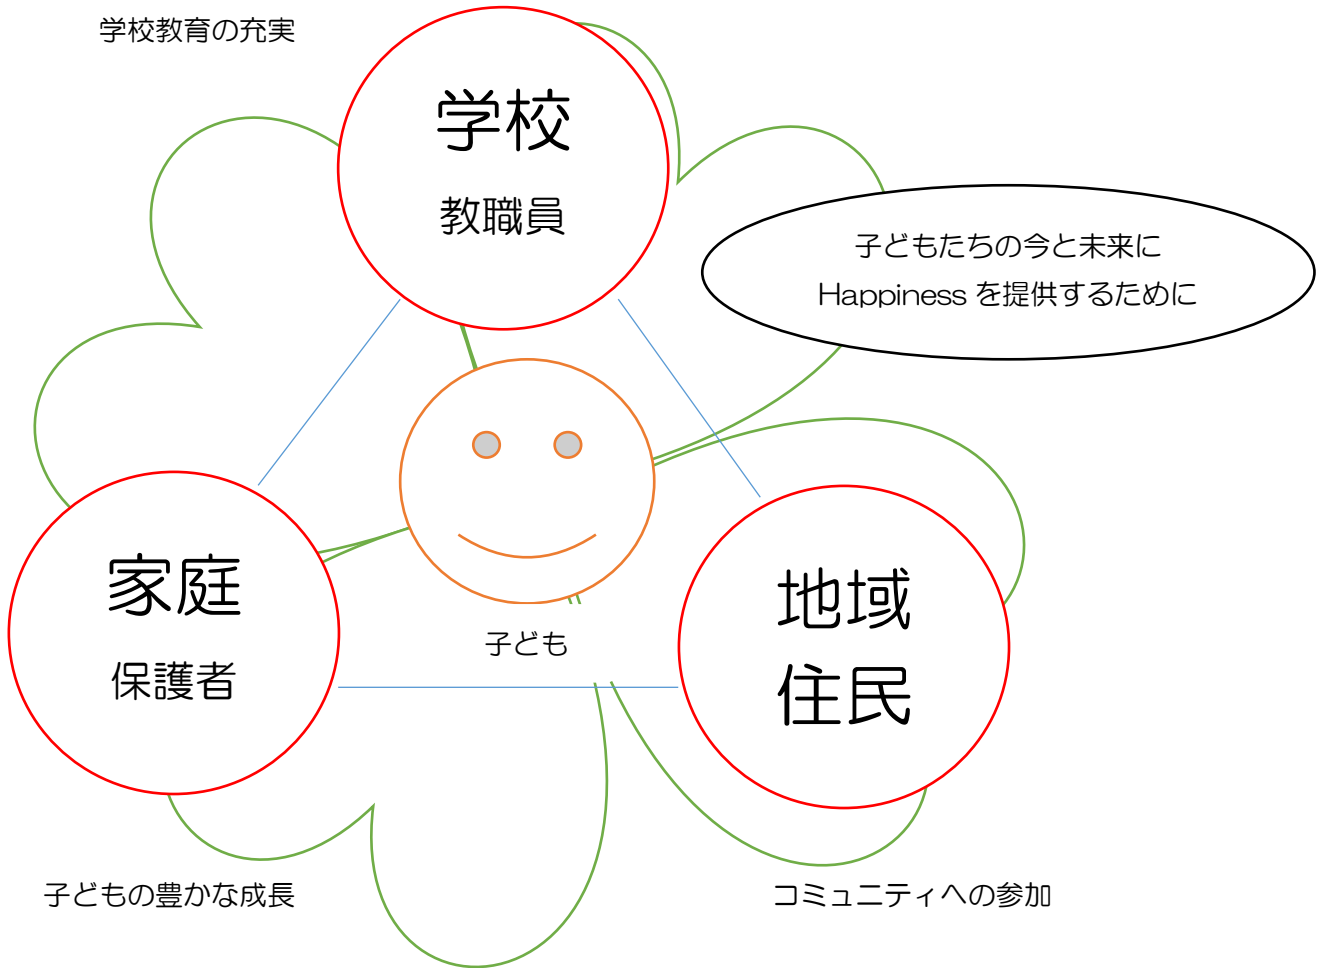 学校教育の充実
学校
教職員
子どもたちの今と未来に
Happiness を提供するために
家庭
保護者
子ども
地域
住民
子どもの豊かな成長
コミュニティへの参加